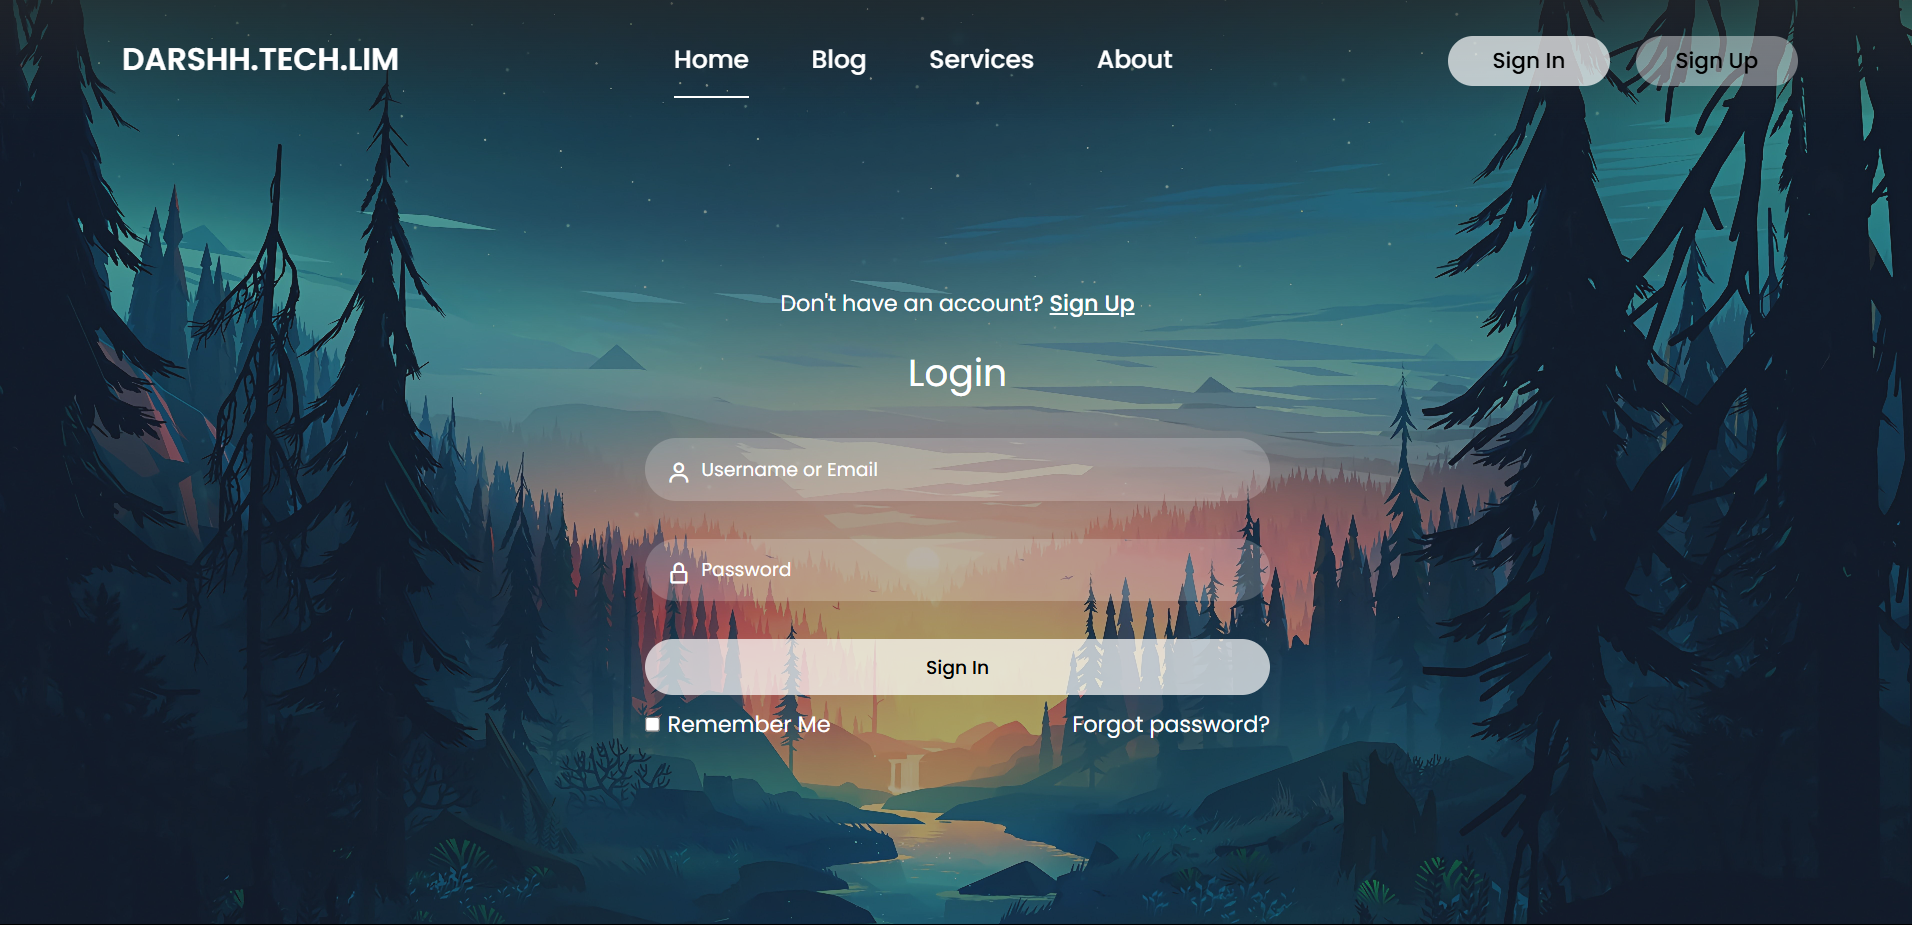 DARSHH.TECH.LIM
Home Blog Services About
Sign In Sign Up
Don't have an account? Sign Up
Login
Username or Email
Password
Sign In
Remember Me Forgot password?